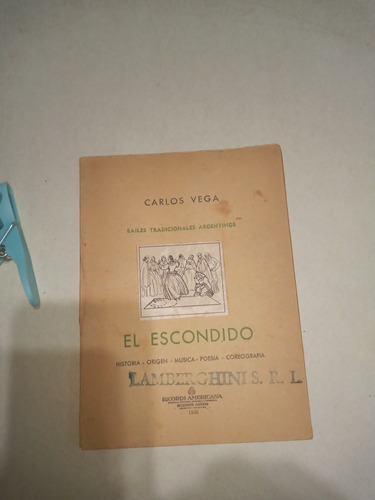 CARLOS VEGA
BAILES TRADICIONALES ARGENTINOS
EL ESCONDIDO
HISTORIA - ORIGEN - MUSICA - POESIA - COREOGRAFIA
LAMBERGHINI S. R. L.
RICORDI AMERICANA
BUENOS AIRES